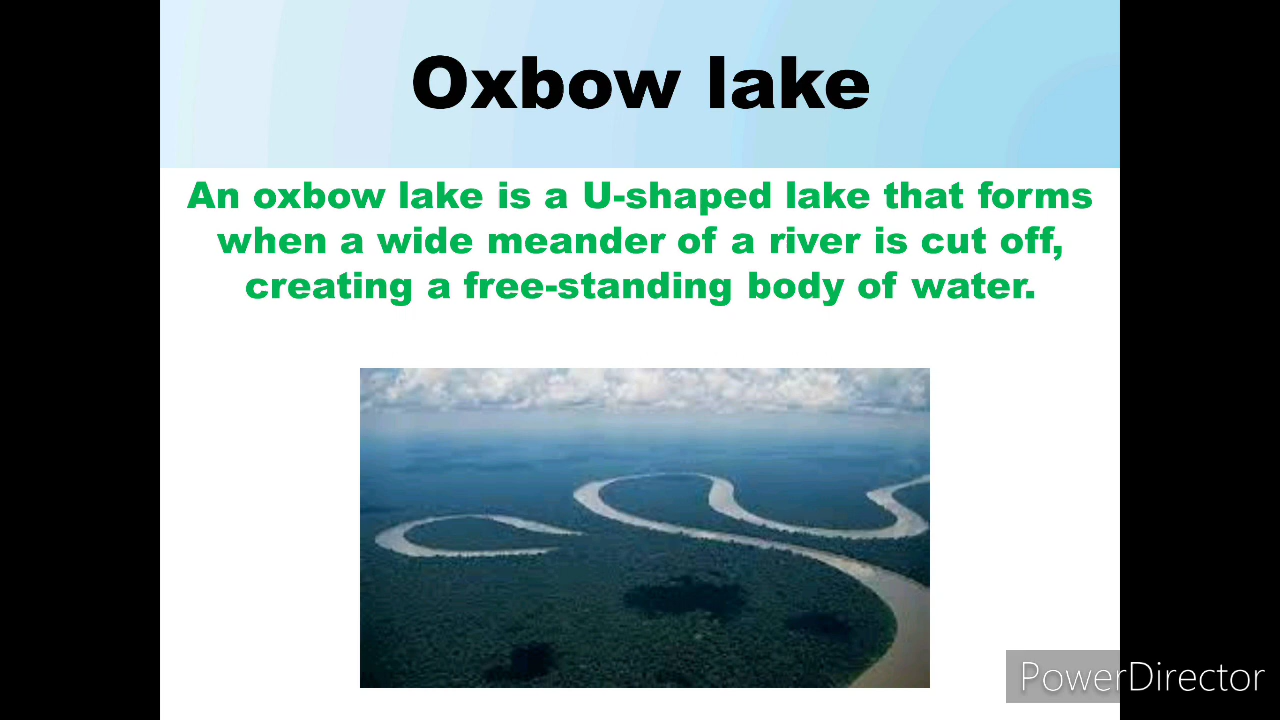 Oxbow lake
An oxbow lake is a U-shaped lake that forms
when a wide meander of a river is cut off,
creating a free-standing body of water.
PowerDirector